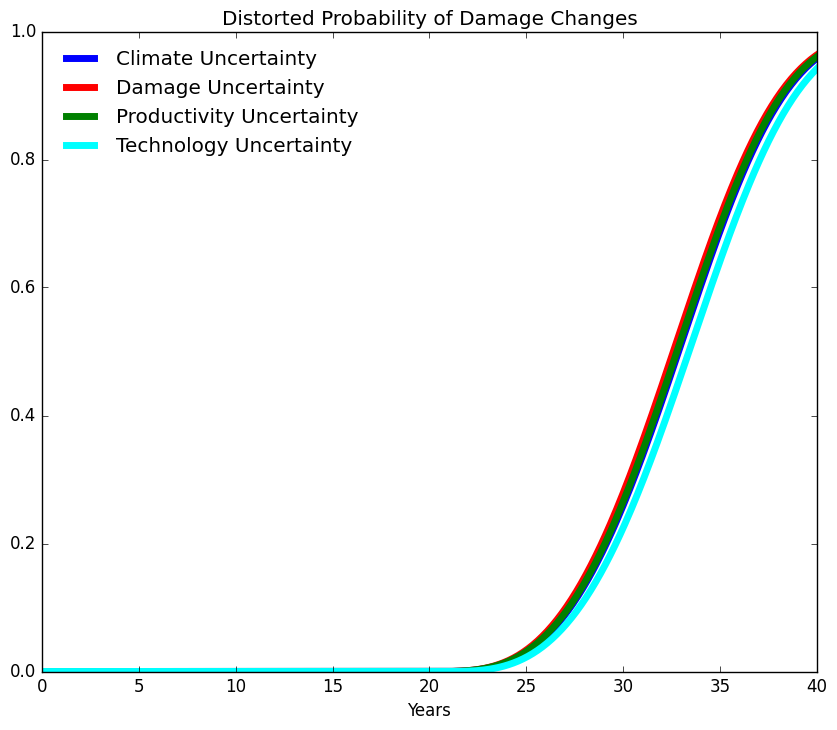 Distorted Probability of Damage Changes
1.0
Climate Uncertainty
Damage Uncertainty
Productivity Uncertainty
Technology Uncertainty
0.8
0.6
0.4
0.2
0.0
0 5 10 15 20 25 30 35 40
Years